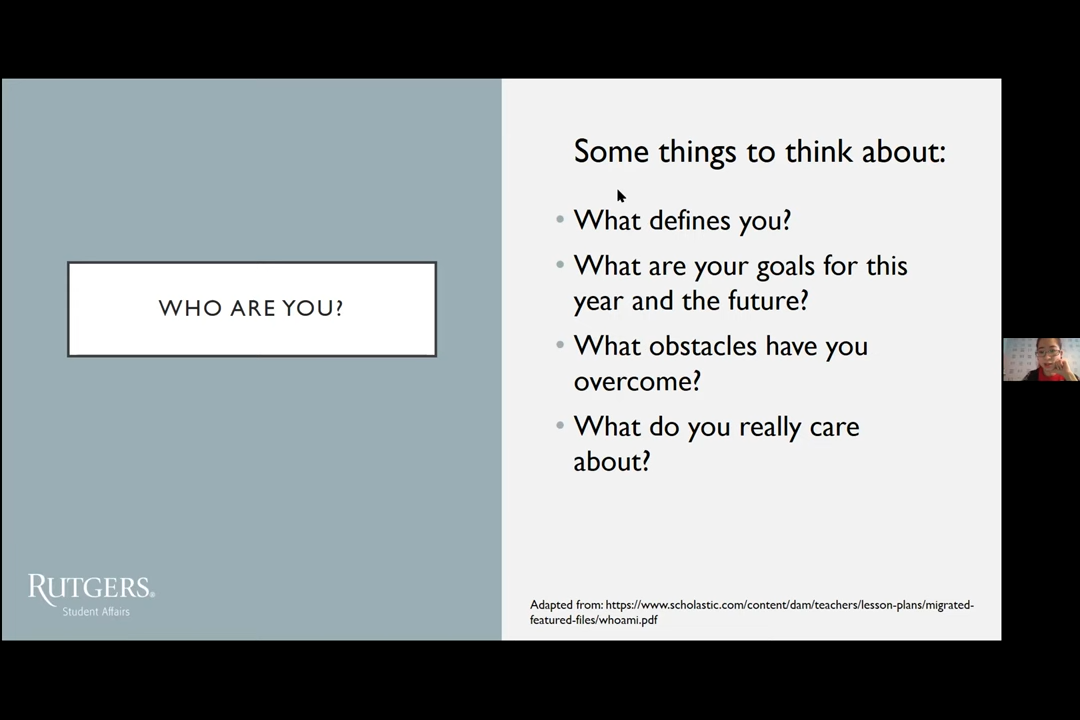 WHO ARE YOU?
RUTGERS®
Student Affairs
Some things to think about:
• What defines you?
• What are your goals for this
year and the future?
• What obstacles have you
overcome?
• What do you really care
about?
Adapted from: https://www.scholastic.com/content/dam/teachers/lesson-plans/migrated-
featured-files/whoami.pdf